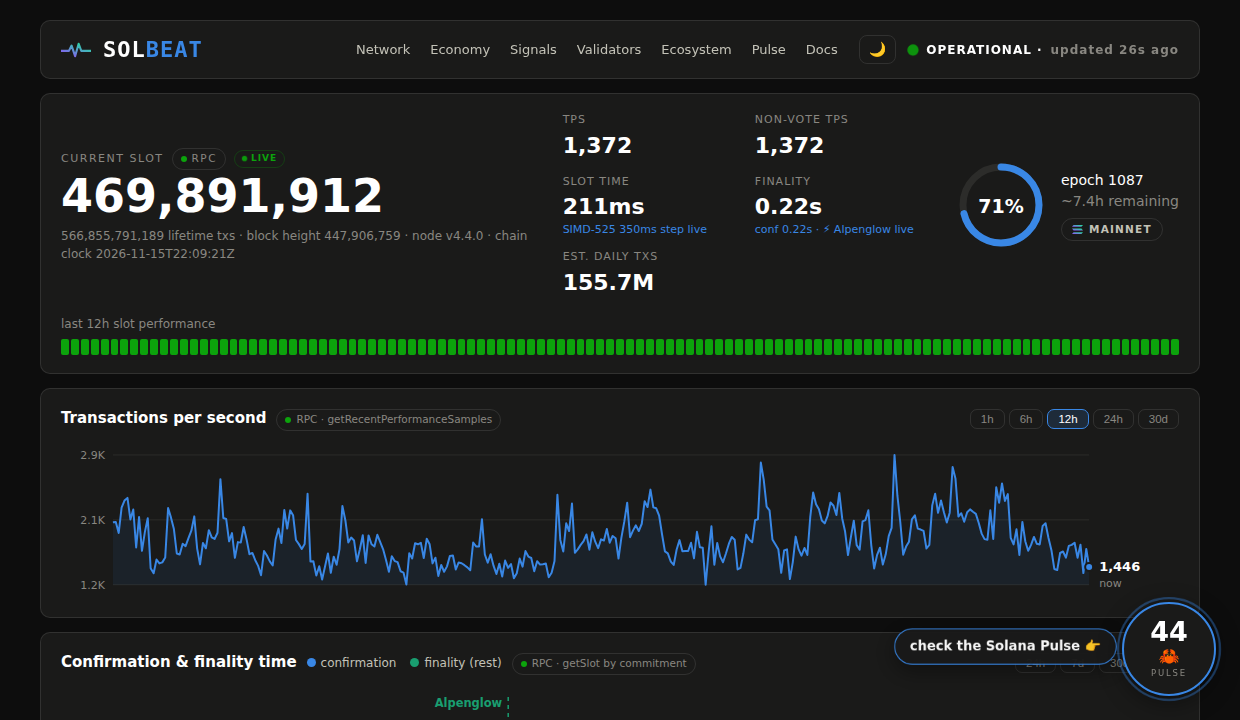 SOLBEAT
Network Economy Signals Validators Ecosystem Pulse Docs 🌙 OPERATIONAL · updated 26s ago
CURRENT SLOT RPC LIVE
469,891,912
566,855,791,189 lifetime txs · block height 447,906,759 · node v4.4.0 · chain
clock 2026-11-15T22:09:21Z
TPS
1,372
NON-VOTE TPS
1,372
SLOT TIME
211ms
SIMD-525 350ms step live
FINALITY
0.22s
conf 0.22s · ⚡ Alpenglow live
EST. DAILY TXS
155.7M
71%
epoch 1087
~7.4h remaining
MAINNET
last 12h slot performance
Transactions per second RPC · getRecentPerformanceSamples
1h 6h 12h 24h 30d
2.9K
2.1K
1.2K
1,446
now
Confirmation & finality time confirmation finality (rest) RPC · getSlot by commitment
check the Solana Pulse 👉
44
🦀
PULSE
Alpenglow